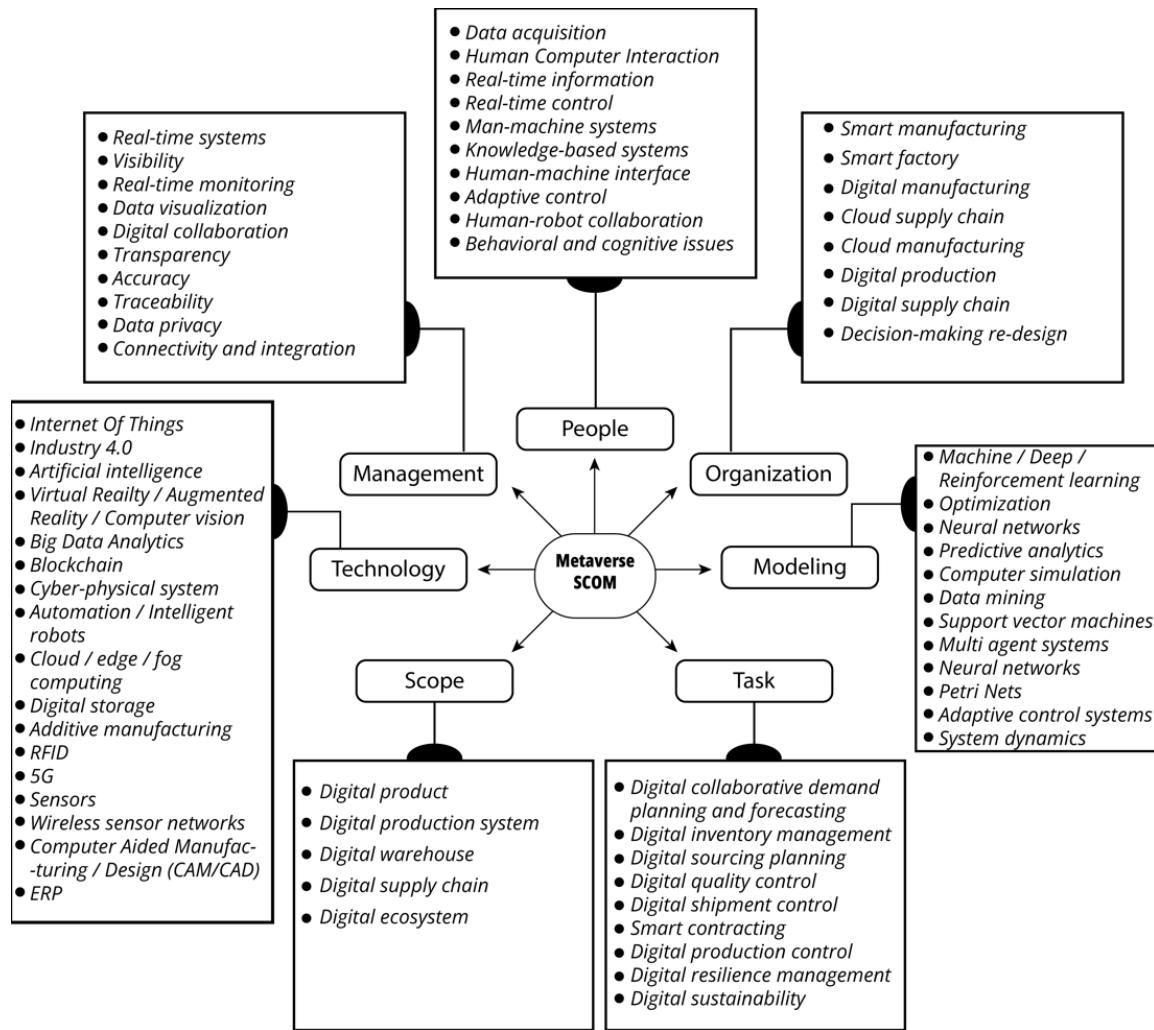 ● Data acquisition
● Human Computer Interaction
● Real-time information
● Real-time control
● Man-machine systems
● Knowledge-based systems
● Human-machine interface
● Adaptive control
● Human-robot collaboration
● Behavioral and cognitive issues
● Real-time systems
● Visibility
● Real-time monitoring
● Data visualization
● Digital collaboration
● Transparency
● Accuracy
● Traceability
● Data privacy
● Connectivity and integration
● Smart manufacturing
● Smart factory
● Digital manufacturing
● Cloud supply chain
● Cloud manufacturing
● Digital production
● Digital supply chain
● Decision-making re-design
People
Management
Organization
Technology
Metaverse
SCOM
Modeling
Scope
Task
● Internet Of Things
● Industry 4.0
● Artificial intelligence
● Virtual Reailty / Augmented
Reality / Computer vision
● Big Data Analytics
● Blockchain
● Cyber-physical system
● Automation / Intelligent
robots
● Cloud / edge / fog
computing
● Digital storage
● Additive manufacturing
● RFID
● 5G
● Sensors
● Wireless sensor networks
● Computer Aided Manufac-
-turing / Design (CAM/CAD)
● ERP
● Machine / Deep /
Reinforcement learning
● Optimization
● Neural networks
● Predictive analytics
● Computer simulation
● Data mining
● Support vector machines
● Multi agent systems
● Neural networks
● Petri Nets
● Adaptive control systems
● System dynamics
● Digital product
● Digital production system
● Digital warehouse
● Digital supply chain
● Digital ecosystem
● Digital collaborative demand
planning and forecasting
● Digital inventory management
● Digital sourcing planning
● Digital quality control
● Digital shipment control
● Smart contracting
● Digital production control
● Digital resilience management
● Digital sustainability